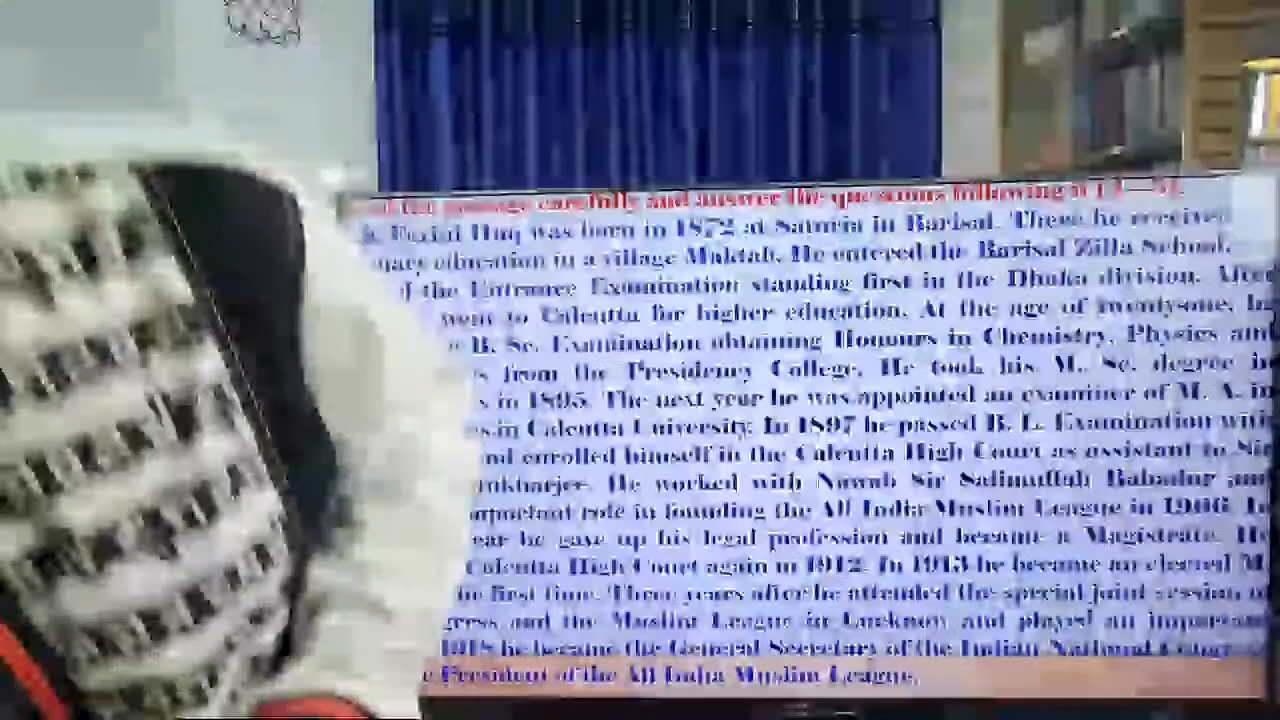 the passage carefully and answer the questions following it (1—5).
Huq was born in 1872 at Saturia in Barisal. There he received
education in a village Maktab. He entered the Barisal Zilla School.
the Entrance Examination standing first in the Dhaka division. After
went to Calcutta for higher education. At the age of twentyone,
B. Sc. Examination obtaining Honours in Chemistry, Physics and
from the Presidency College. He took his M. Sc. degree in
in 1895. The next year he was appointed an examiner of M. A. in
in Calcutta University. In 1897 he passed B. L. Examination with
and enrolled himself in the Calcutta High Court as assistant to Sir
He worked with Nawab Sir Salimullah Bahadur
important role in founding the All India Muslim League in 1906.
he gave up his legal profession and became a Magistrate. He
Calcutta High Court again in 1912. In 1913 he became an elected M.
first time. Three years after he attended the special joint session of
and the Muslim League in Lucknow and played an important
he became the General Secretary of the Indian National
President of the All India Muslim League.